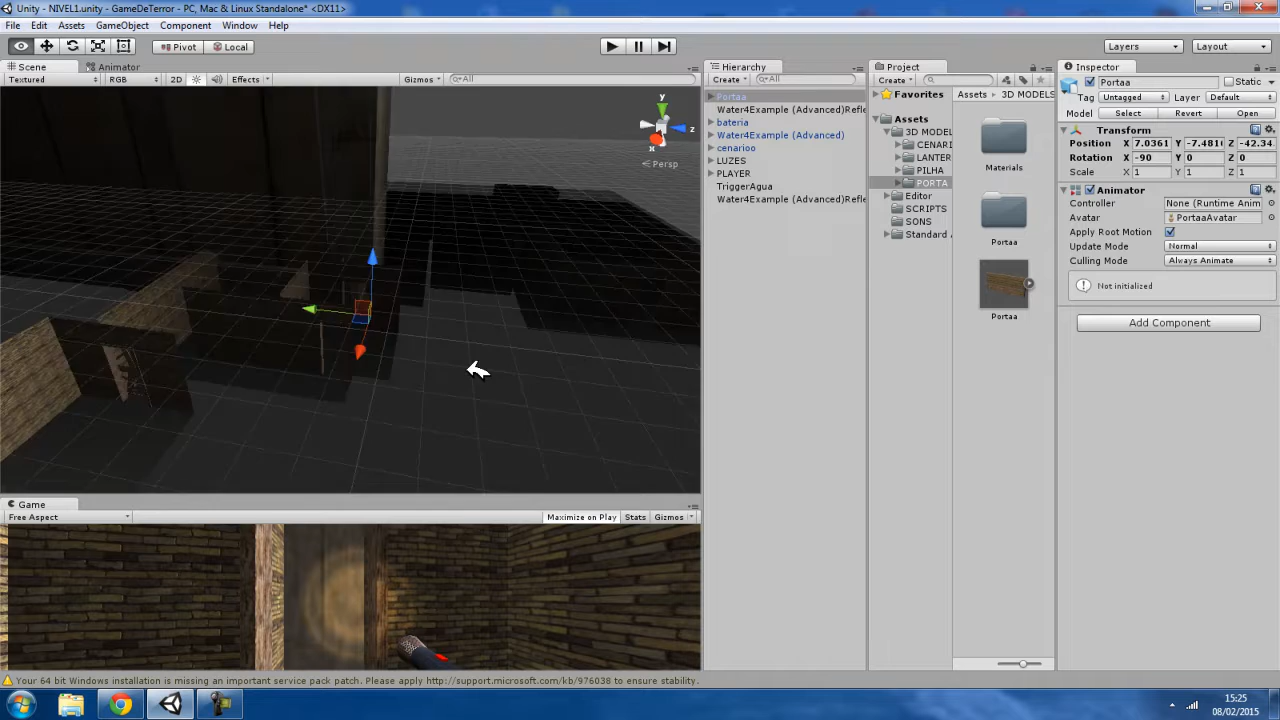 Unity - NIVEL1.unity - GameDeTerror - PC, Mac & Linux Standalone* <DX11>
File Edit Assets GameObject Component Window Help
Pivot Local Layers Layout
Scene Animator Hierarchy Project Inspector
Textured RGB 2D Effects Gizmos All
Create All
Create
Portaa
Water4Example (Advanced)Refle
bateria
Water4Example (Advanced)
cenarioo
LUZES
PLAYER
TriggerAgua
Water4Example (Advanced)Refle
Favorites
Assets
3D MODEL
CENARI
LANTER
PILHA
PORTA
Editor
SCRIPTS
SONS
Standard
Assets 3D MODELS
Materials
Portaa
Portaa
Portaa Static
Tag Untagged Layer Default
Model Select Revert Open
Transform
Position X 7.0361 Y -7.481 Z -42.34
Rotation X -90 Y 0 Z 0
Scale X 1 Y 1 Z 1
Animator
Controller None (Runtime Anim
Avatar PortaaAvatar
Apply Root Motion
Update Mode Normal
Culling Mode Always Animate
Not initialized
Add Component
y
z
x
Persp
Game
Free Aspect Maximize on Play Stats Gizmos
Your 64 bit Windows installation is missing an important service pack patch. Please apply http://support.microsoft.com/kb/976038 to ensure stability.
15:25
08/02/2015